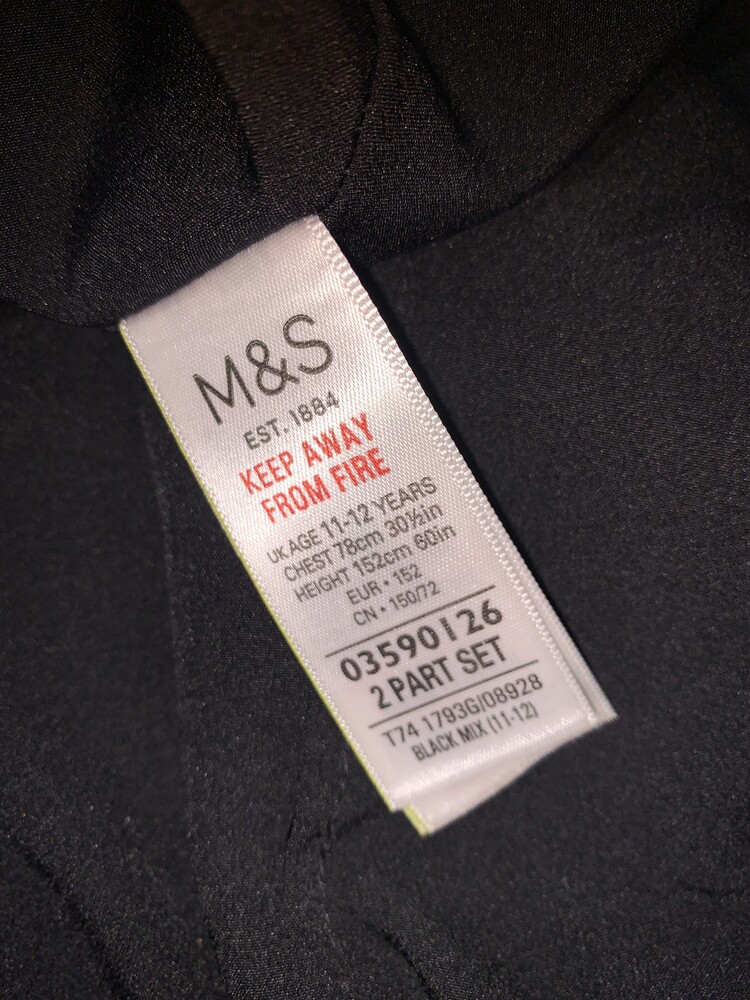 M&S
EST. 1884
KEEP AWAY
FROM FIRE
UK AGE 11-12 YEARS
CHEST 78cm 30½in
HEIGHT 152cm 60in
EUR • 152
CN • 150/72
03590126
2 PART SET
T74 1793G/08928
BLACK MIX (11-12)